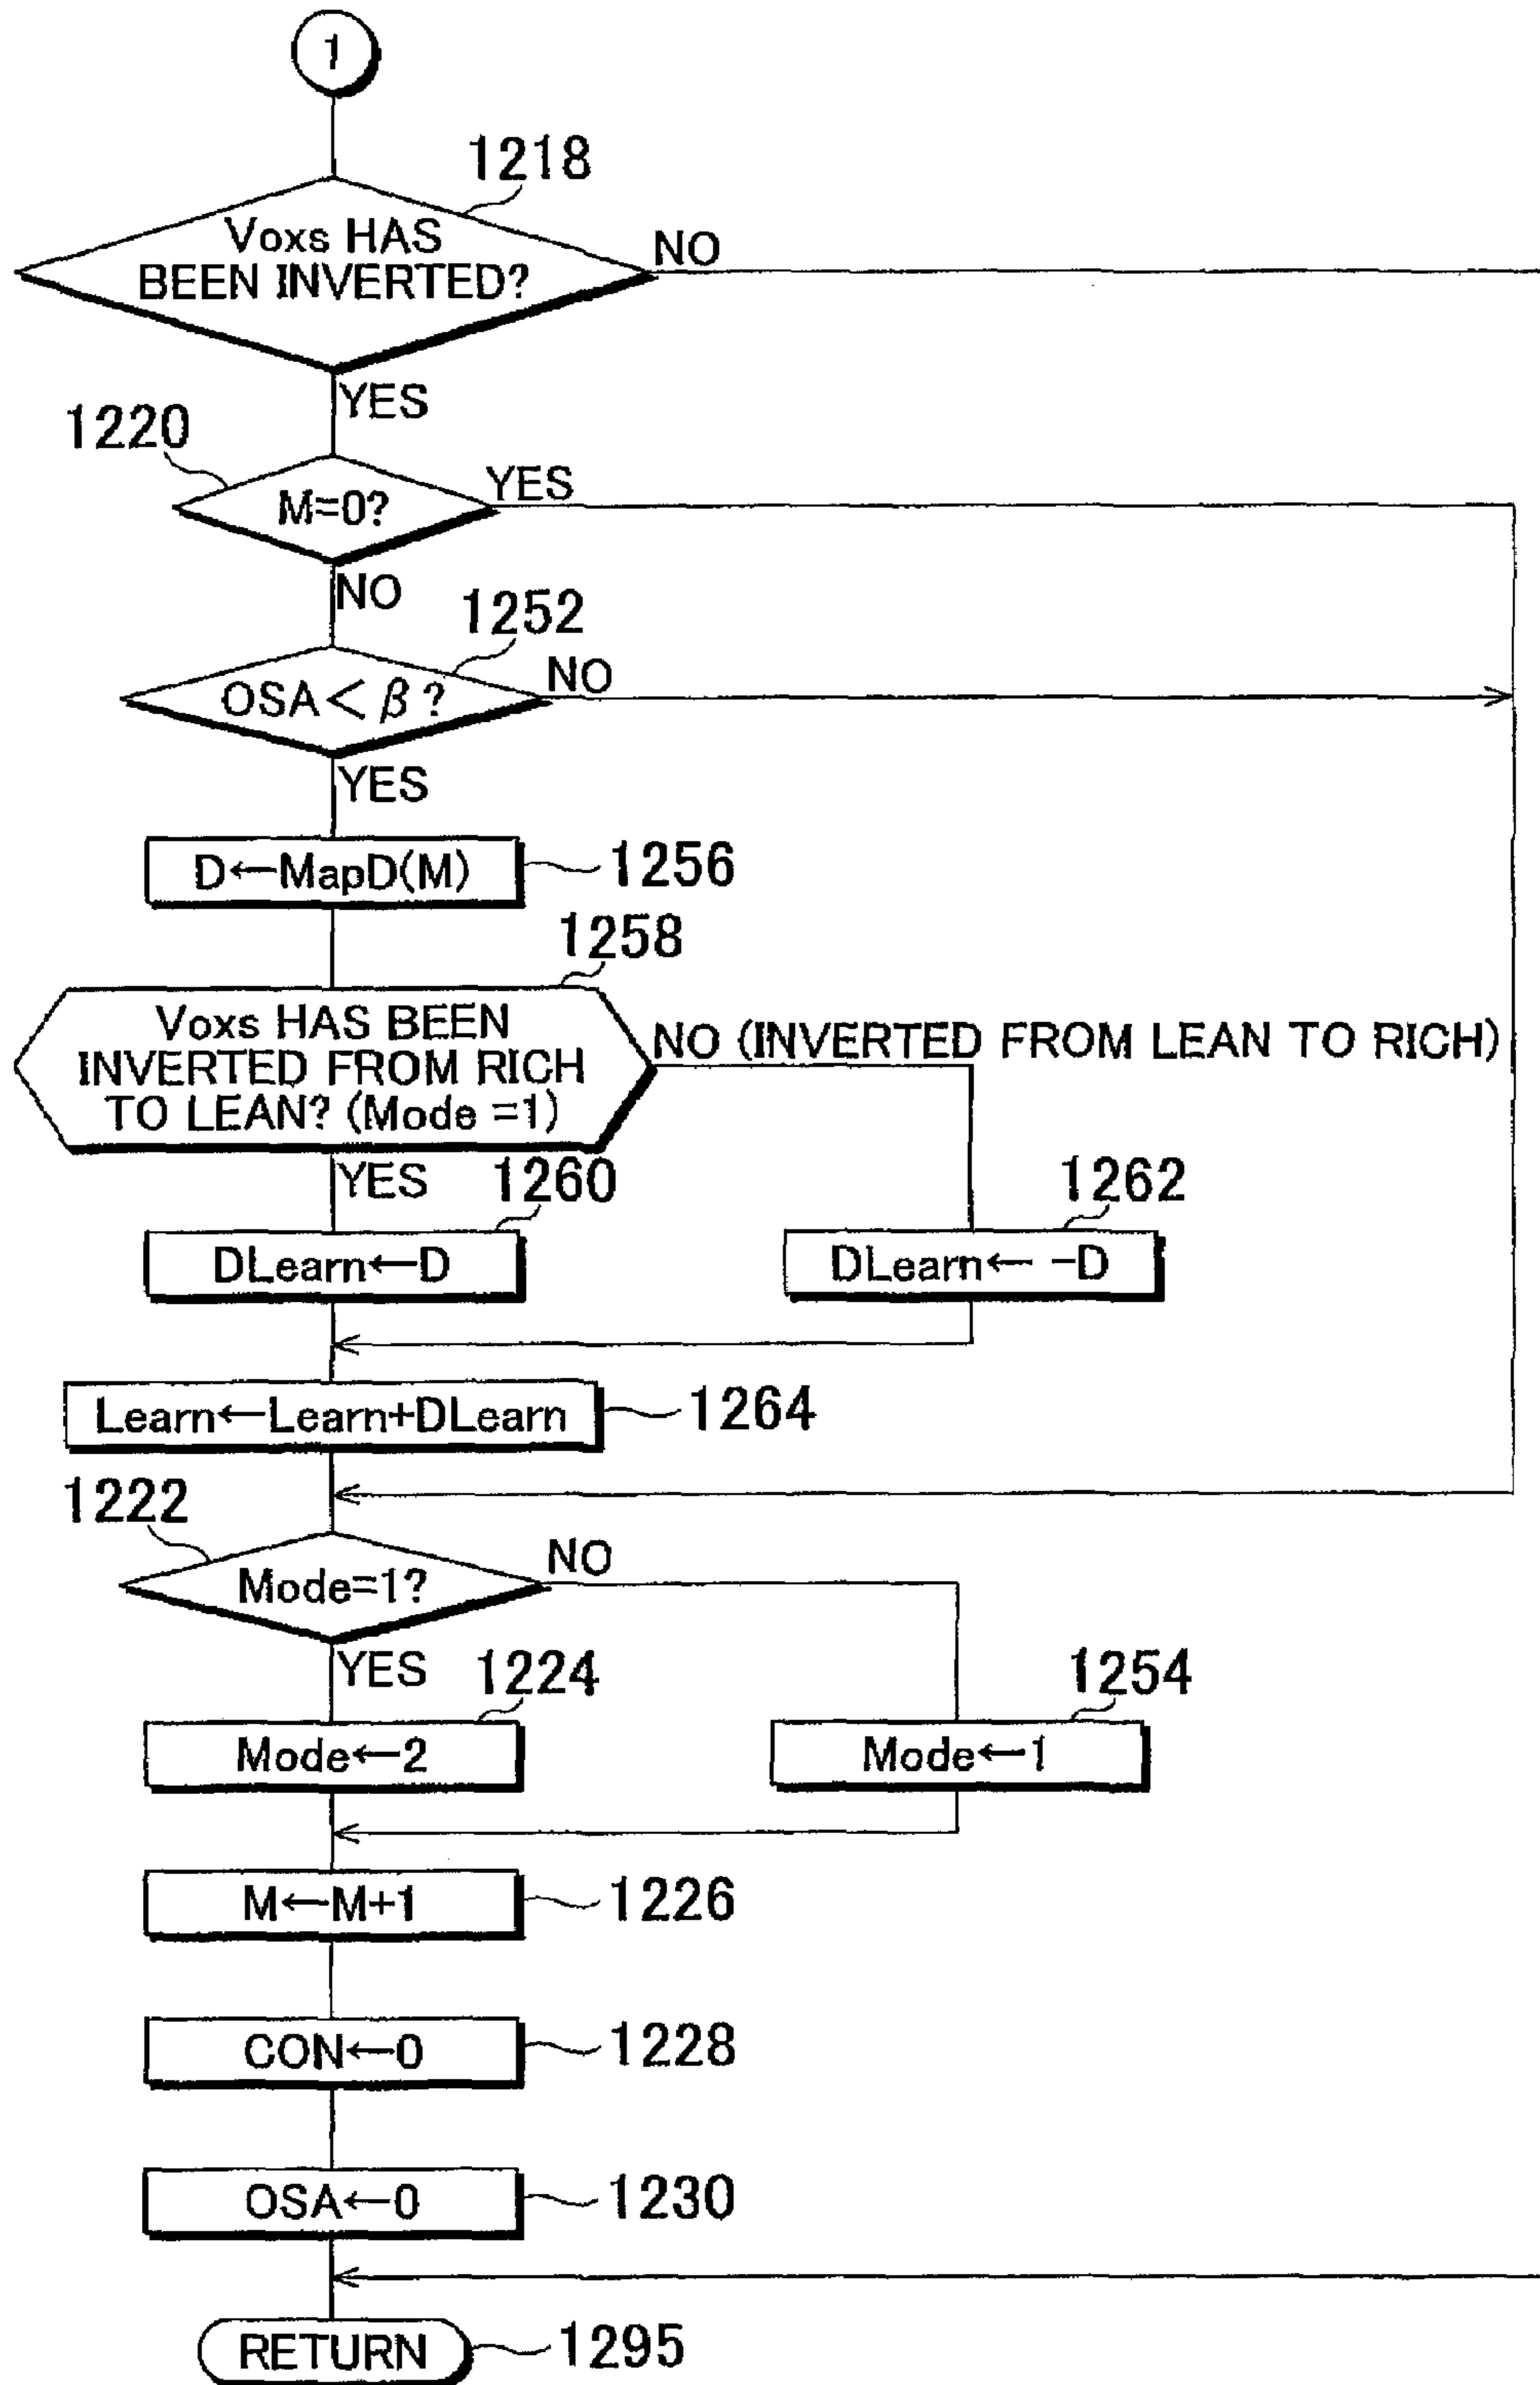 1
1218
Voxs HAS
BEEN INVERTED?
NO
YES
1220
M=0?
YES
NO
1252
OSA<β?
NO
YES
D←MapD(M)
1256
1258
Voxs HAS BEEN
INVERTED FROM RICH
TO LEAN? (Mode =1)
NO (INVERTED FROM LEAN TO RICH)
YES
1260
1262
DLearn←D
DLearn← -D
Learn←Learn+DLearn
1264
1222
Mode=1?
NO
YES
1224
1254
Mode←2
Mode←1
M←M+1
1226
CON←0
1228
OSA←0
1230
RETURN
1295